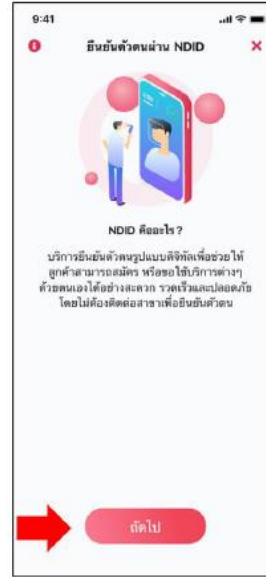 9:41
ยืนยันตัวตนผ่าน NDID
NDID คืออะไร ?
บริการยืนยันตัวตนรูปแบบดิจิทัลเพื่อช่วยให้
ลูกค้าสามารถสมัคร หรือขอใช้บริการต่างๆ
ด้วยตนเองได้อย่างสะดวก รวดเร็วและปลอดภัย
โดยไม่ต้องติดต่อสาขาเพื่อยืนยันตัวตน
ถัดไป